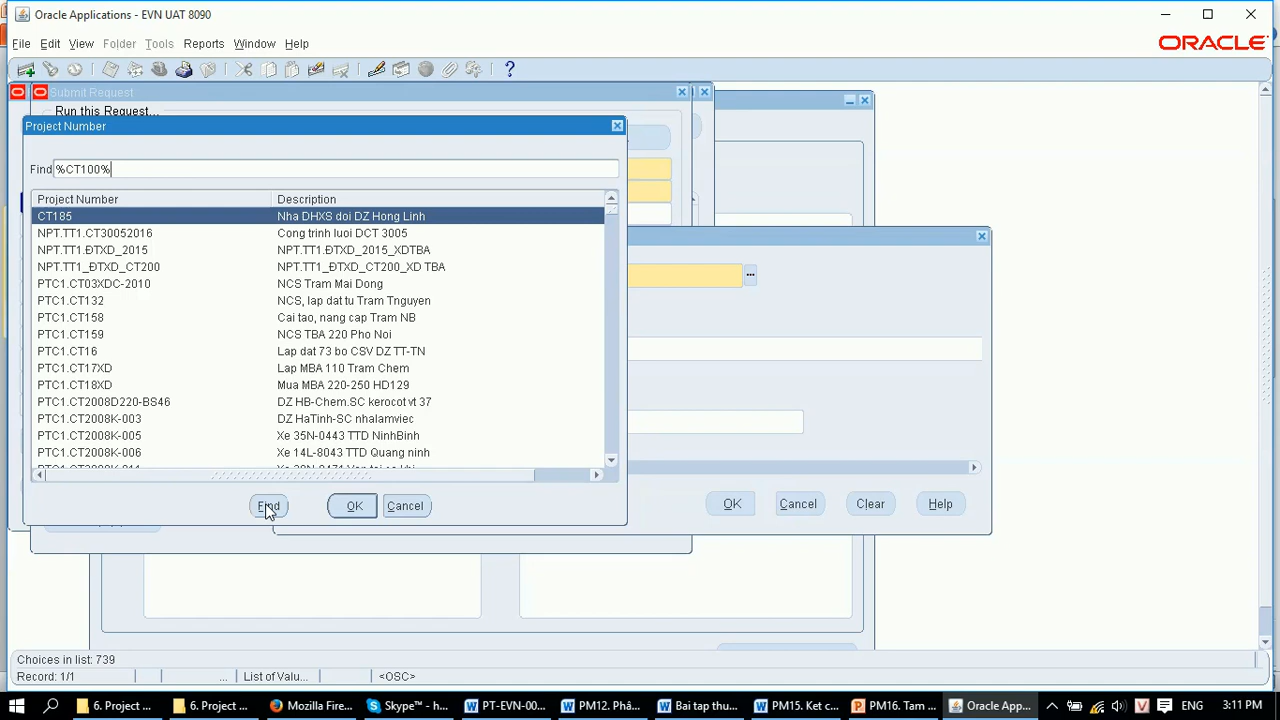 Oracle Applications - EVN UAT 8090
File Edit View Folder Tools Reports Window Help
ORACLE
Submit Request
Run this Request...
Project Number
Find %CT100%
Project Number Description
CT185 Nha DHXS doi DZ Hong Linh
NPT.TT1.CT30052016 Cong trinh luoi DCT 3005
NPT.TT1.ĐTXD_2015 NPT.TT1.ĐTXD_2015_XDTBA
NPT.TT1_ĐTXD_CT200 NPT.TT1_ĐTXD_CT200_XD TBA
PTC1.CT03XDC-2010 NCS Tram Mai Dong
PTC1.CT132 NCS, lap dat tu Tram Tnguyen
PTC1.CT158 Cai tao, nang cap Tram NB
PTC1.CT159 NCS TBA 220 Pho Noi
PTC1.CT16 Lap dat 73 bo CSV DZ TT-TN
PTC1.CT17XD Lap MBA 110 Tram Chem
PTC1.CT18XD Mua MBA 220-250 HD129
PTC1.CT2008D220-BS46 DZ HB-Chem.SC kerocot vt 37
PTC1.CT2008K-003 DZ HaTinh-SC nhalamviec
PTC1.CT2008K-005 Xe 35N-0443 TTD NinhBinh
PTC1.CT2008K-006 Xe 14L-8043 TTD Quang ninh
Find OK Cancel
OK Cancel Clear Help
Choices in list: 739
Record: 1/1 ... List of Valu... <OSC>
6. Project ... 6. Project ... Mozilla Fire... Skype™ - h... PT-EVN-00... PM12. Phâ... Bai tap thu... PM15. Ket c... PM16. Tam ... Oracle App... V ENG 3:11 PM